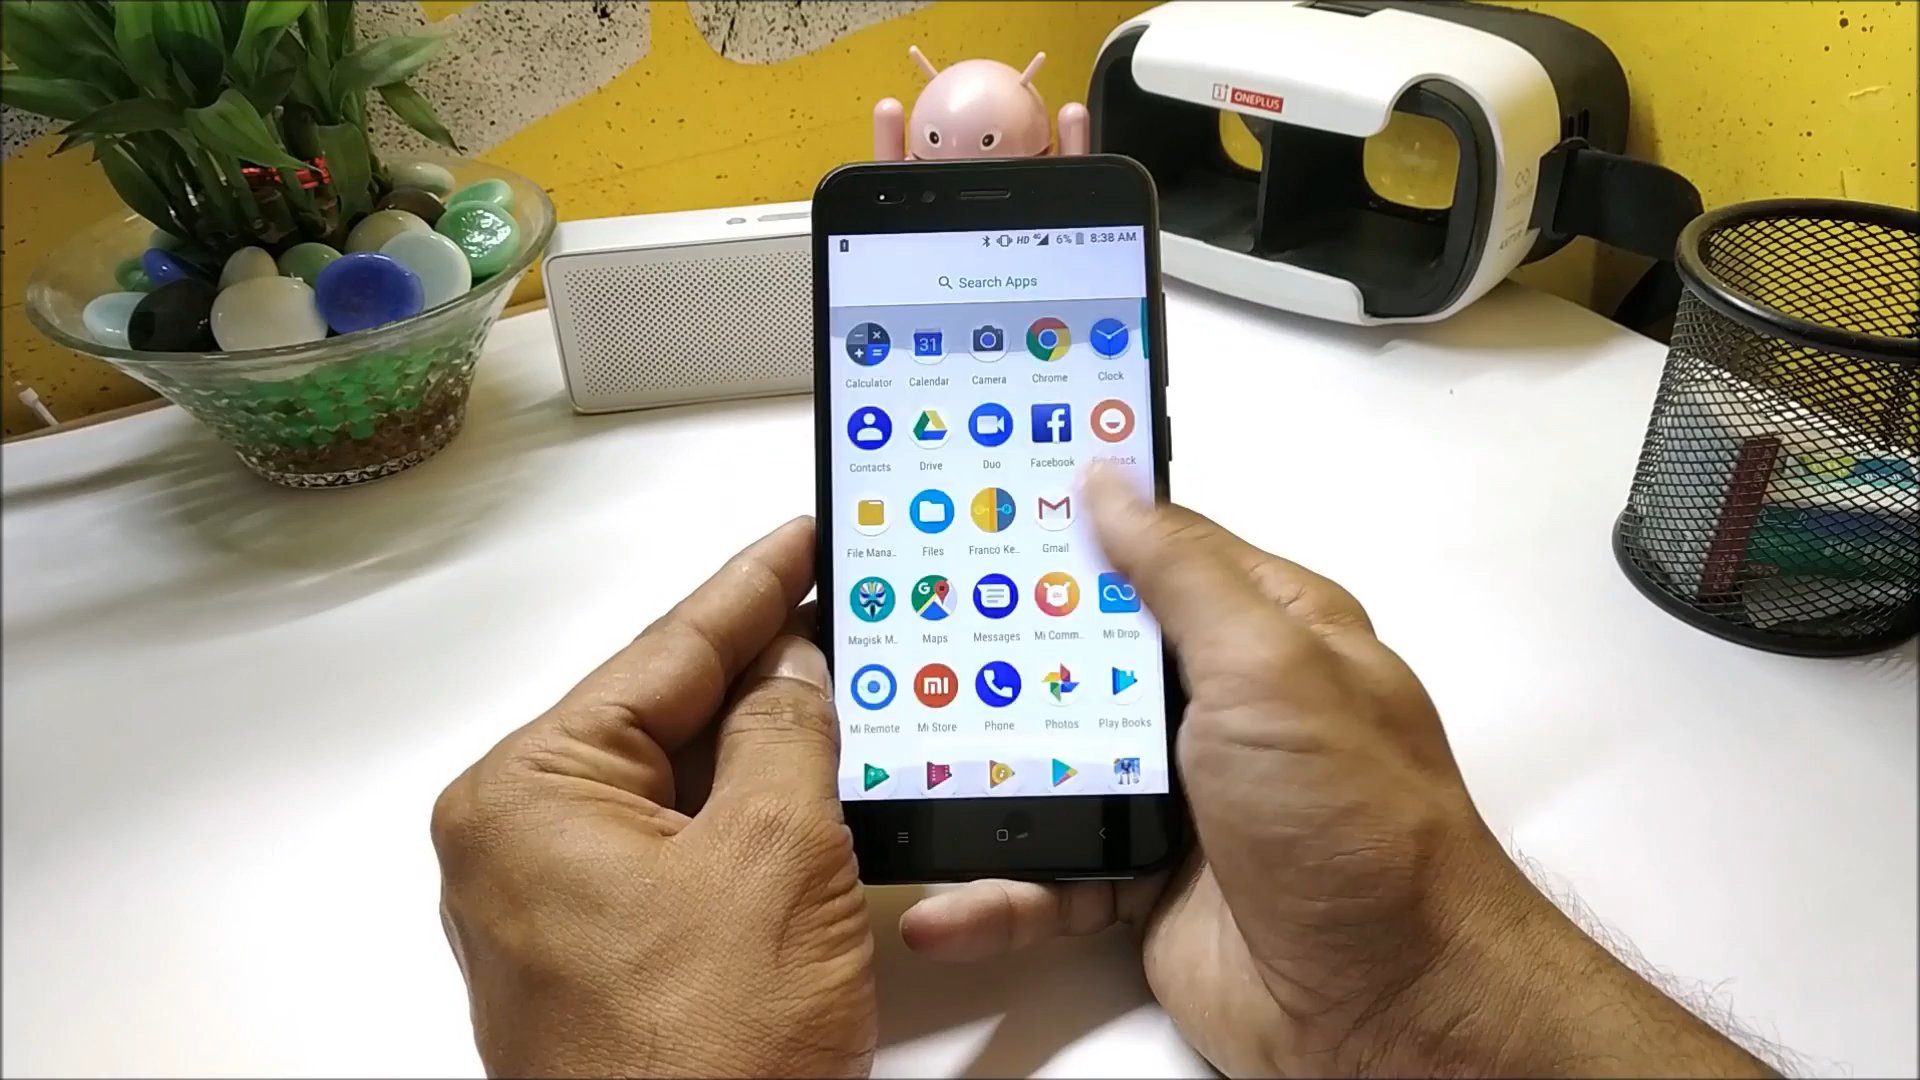 ONEPLUS
HD 4G 6% 8:38 AM
Search Apps
Calculator Calendar Camera Chrome Clock
31
Contacts Drive Duo Facebook Feedback
File Mana.. Files Franco Ke.. Gmail
Magisk M.. Maps Messages Mi Comm.. Mi Drop
Mi Remote Mi Store Phone Photos Play Books